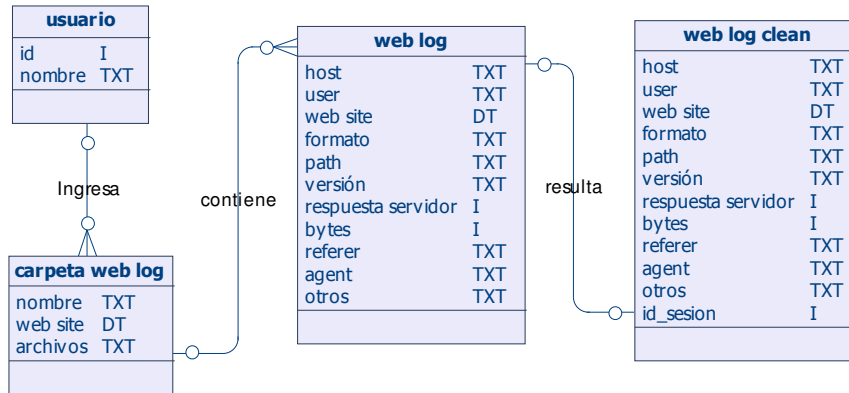 usuario
id I
nombre TXT
Ingresa
carpeta web log
nombre TXT
web site DT
archivos TXT
contiene
web log
host TXT
user TXT
web site DT
formato TXT
path TXT
versión TXT
respuesta servidor I
bytes I
referer TXT
agent TXT
otros TXT
resulta
web log clean
host TXT
user TXT
web site DT
formato TXT
path TXT
versión TXT
respuesta servidor I
bytes I
referer TXT
agent TXT
otros TXT
id_sesion I